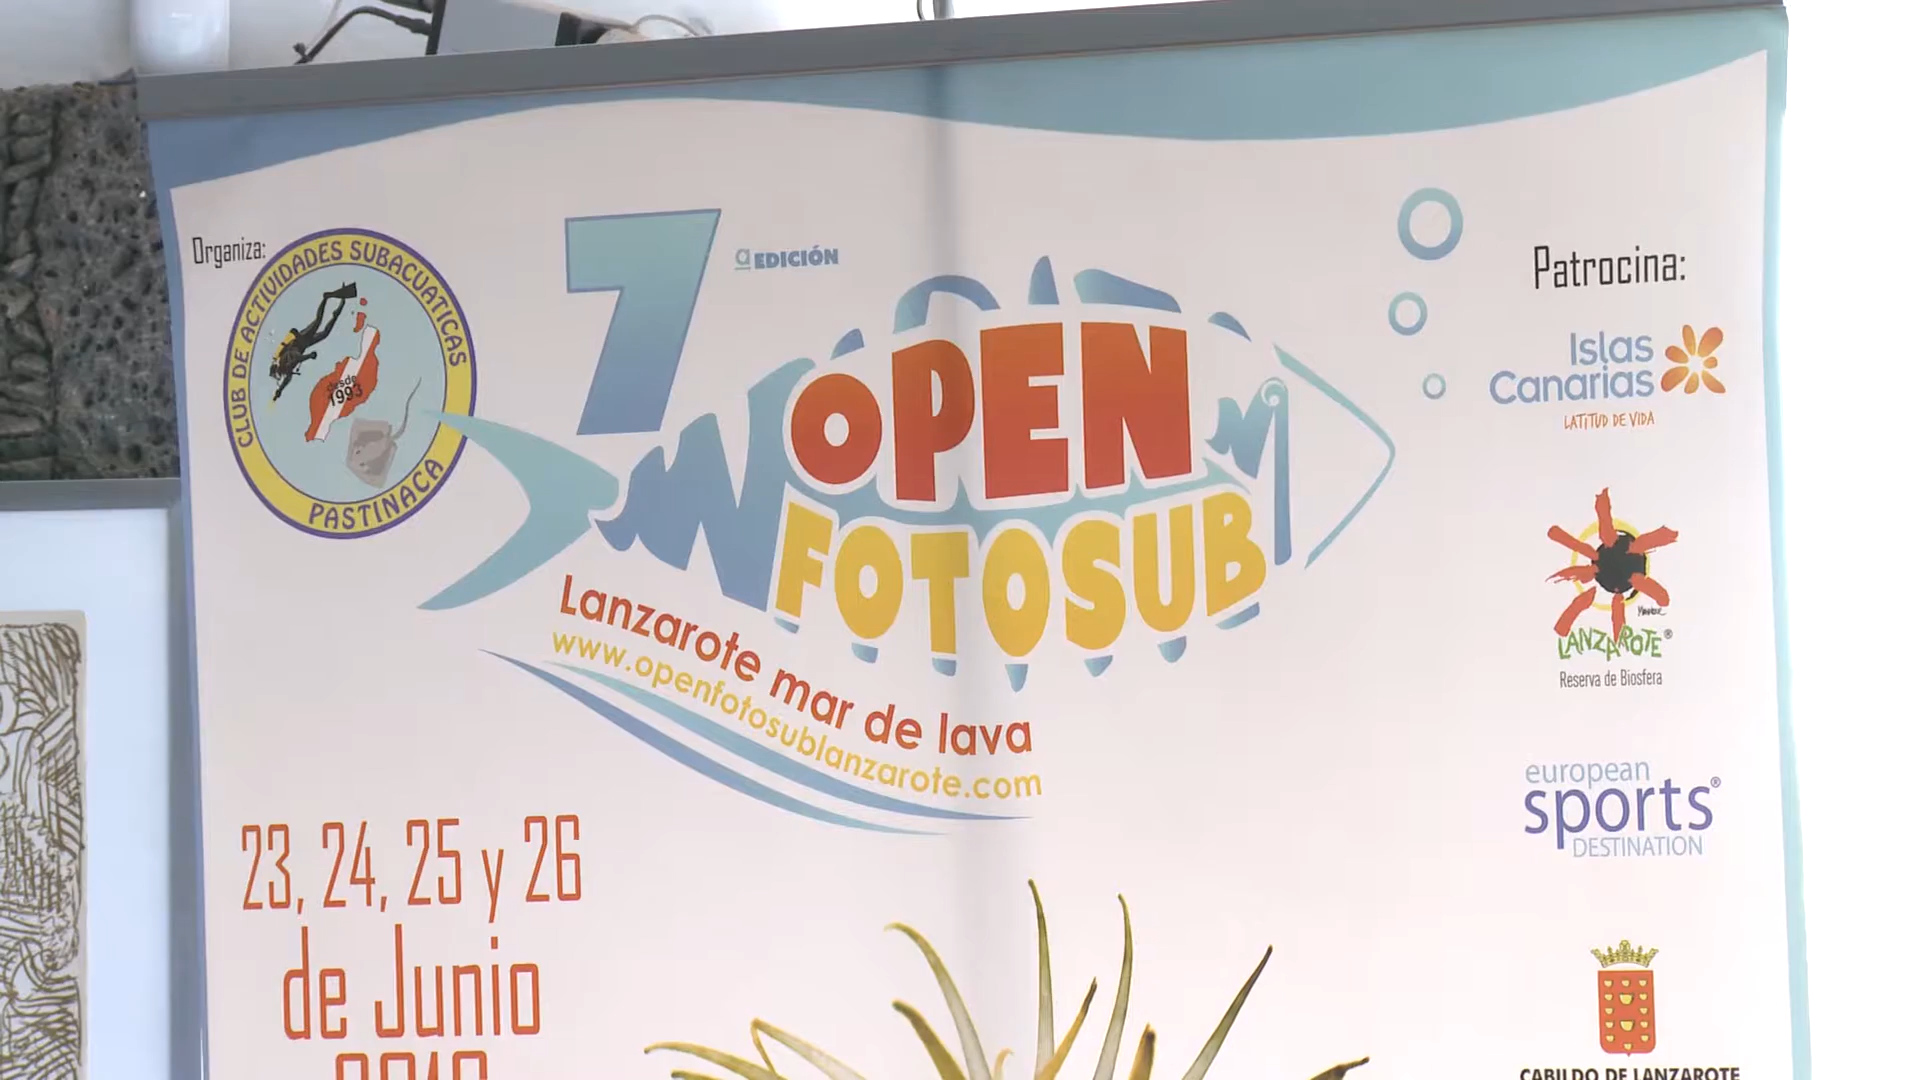 Organiza:
CLUB DE ACTIVIDADES SUBACUATICAS
desde
1993
PASTINACA
7ª EDICIÓN
OPEN
FOTOSUB
Lanzarote mar de lava
www.openfotosublanzarote.com
23, 24, 25 y 26
de Junio
Patrocina:
Islas
Canarias
LATITUD DE VIDA
LANZAROTE®
Reserva de Biosfera
european
sports®
DESTINATION
CABILDO DE LANZAROTE